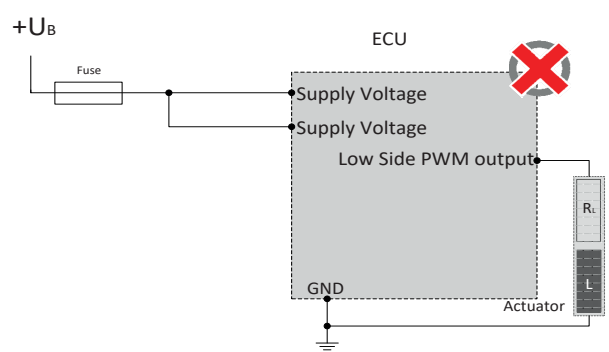 +UB
ECU
Fuse
Supply Voltage
Supply Voltage
Low Side PWM output
RL
L
GND
Actuator